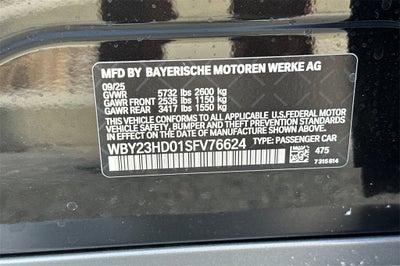 MFD BY BAYERISCHE MOTOREN WERKE AG
09/25
GVWR 5732 lbs 2600 kg
GAWR FRONT 2535 lbs 1150 kg
GAWR REAR 3417 lbs 1550 kg
THIS VEHICLE CONFORMS TO ALL APPLICABLE U.S. FEDERAL MOTOR
VEHICLE SAFETY, BUMPER, AND THEFT PREVENTION STANDARDS
IN EFFECT ON THE DATE OF MANUFACTURE SHOWN ABOVE.
WBY23HD01SFV76624 TYPE: PASSENGER CAR
475
7 315 814